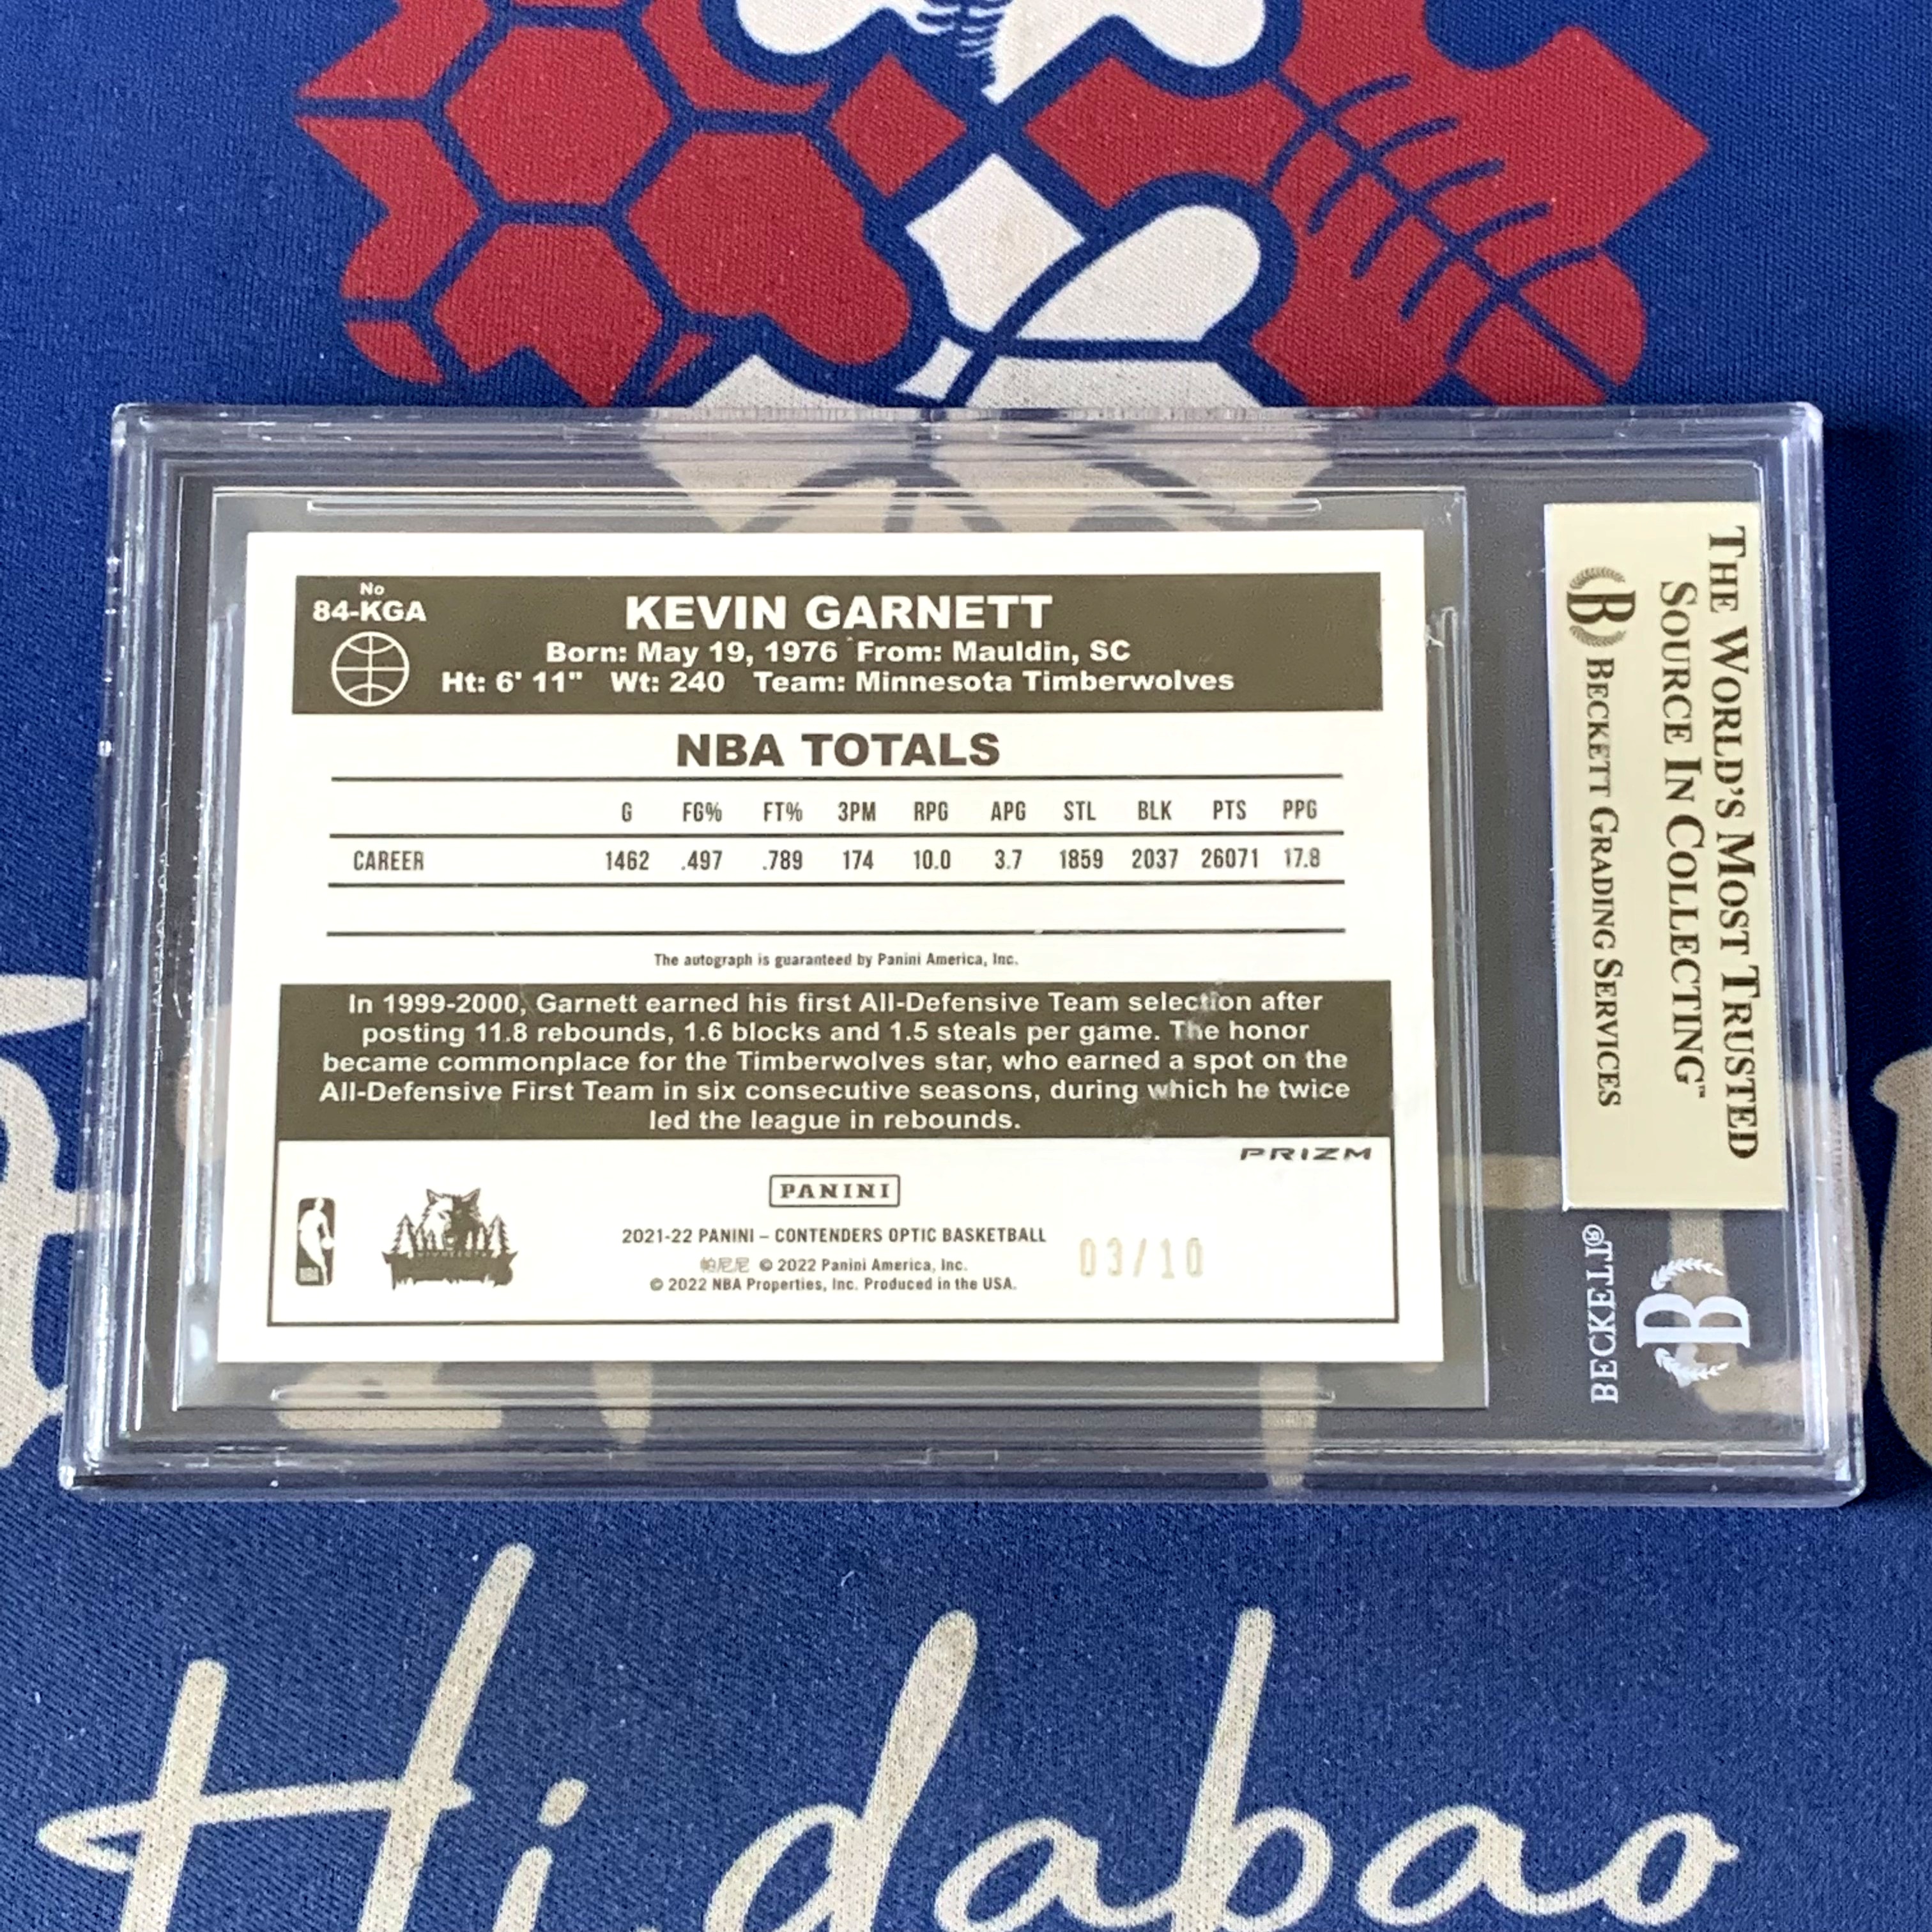 No
84-KGA
KEVIN GARNETT
Born: May 19, 1976 From: Mauldin, SC
Ht: 6' 11" Wt: 240 Team: Minnesota Timberwolves
NBA TOTALS
G FG% FT% 3PM RPG APG STL BLK PTS PPG
CAREER 1462 .497 .789 174 10.0 3.7 1859 2037 26071 17.8
The autograph is guaranteed by Panini America, Inc.
In 1999-2000, Garnett earned his first All-Defensive Team selection after
posting 11.8 rebounds, 1.6 blocks and 1.5 steals per game. The honor
became commonplace for the Timberwolves star, who earned a spot on the
All-Defensive First Team in six consecutive seasons, during which he twice
led the league in rebounds.
PRIZM
NBA
MINNESOTA
PANINI
2021-22 PANINI – CONTENDERS OPTIC BASKETBALL
帕尼尼 © 2022 Panini America, Inc.
© 2022 NBA Properties, Inc. Produced in the USA.
03/10
THE WORLD'S MOST TRUSTED
SOURCE IN COLLECTING™
B BECKETT GRADING SERVICES
B
BECKETT®
Hi, dabao